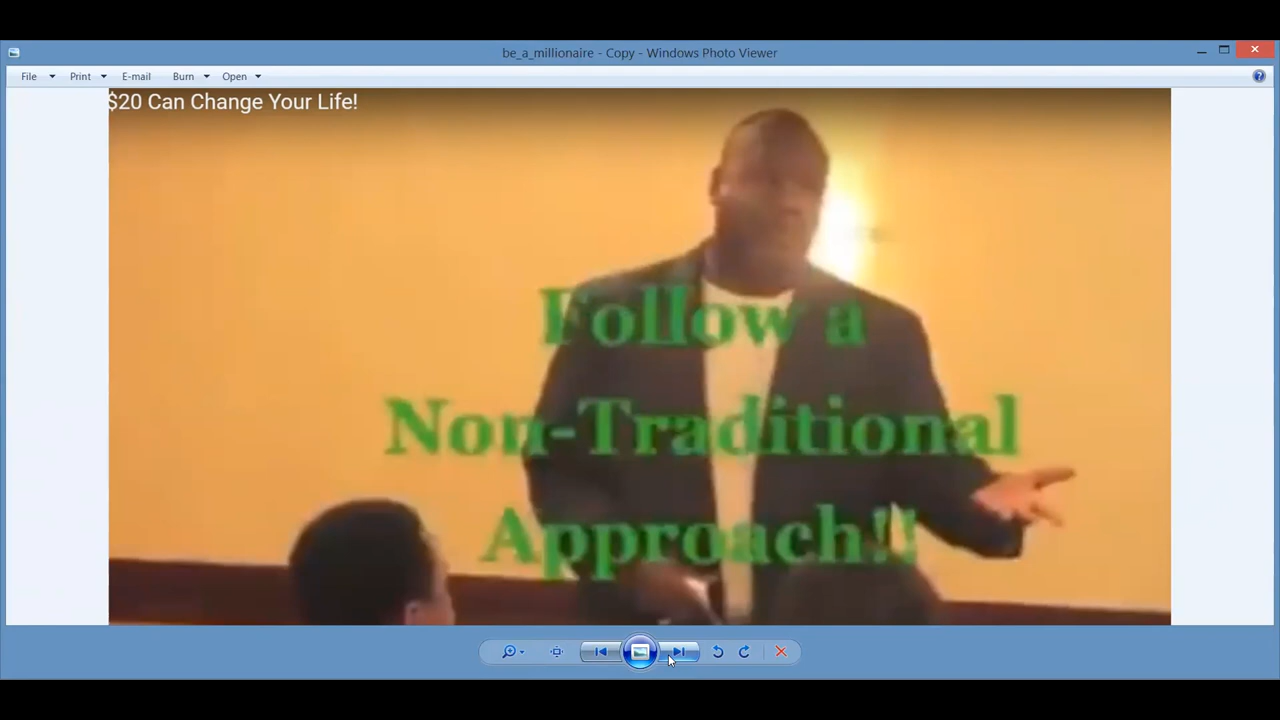 be_a_millionaire - Copy - Windows Photo Viewer
File Print E-mail Burn Open
$20 Can Change Your Life!
Follow a
Non-Traditional
Approach!!